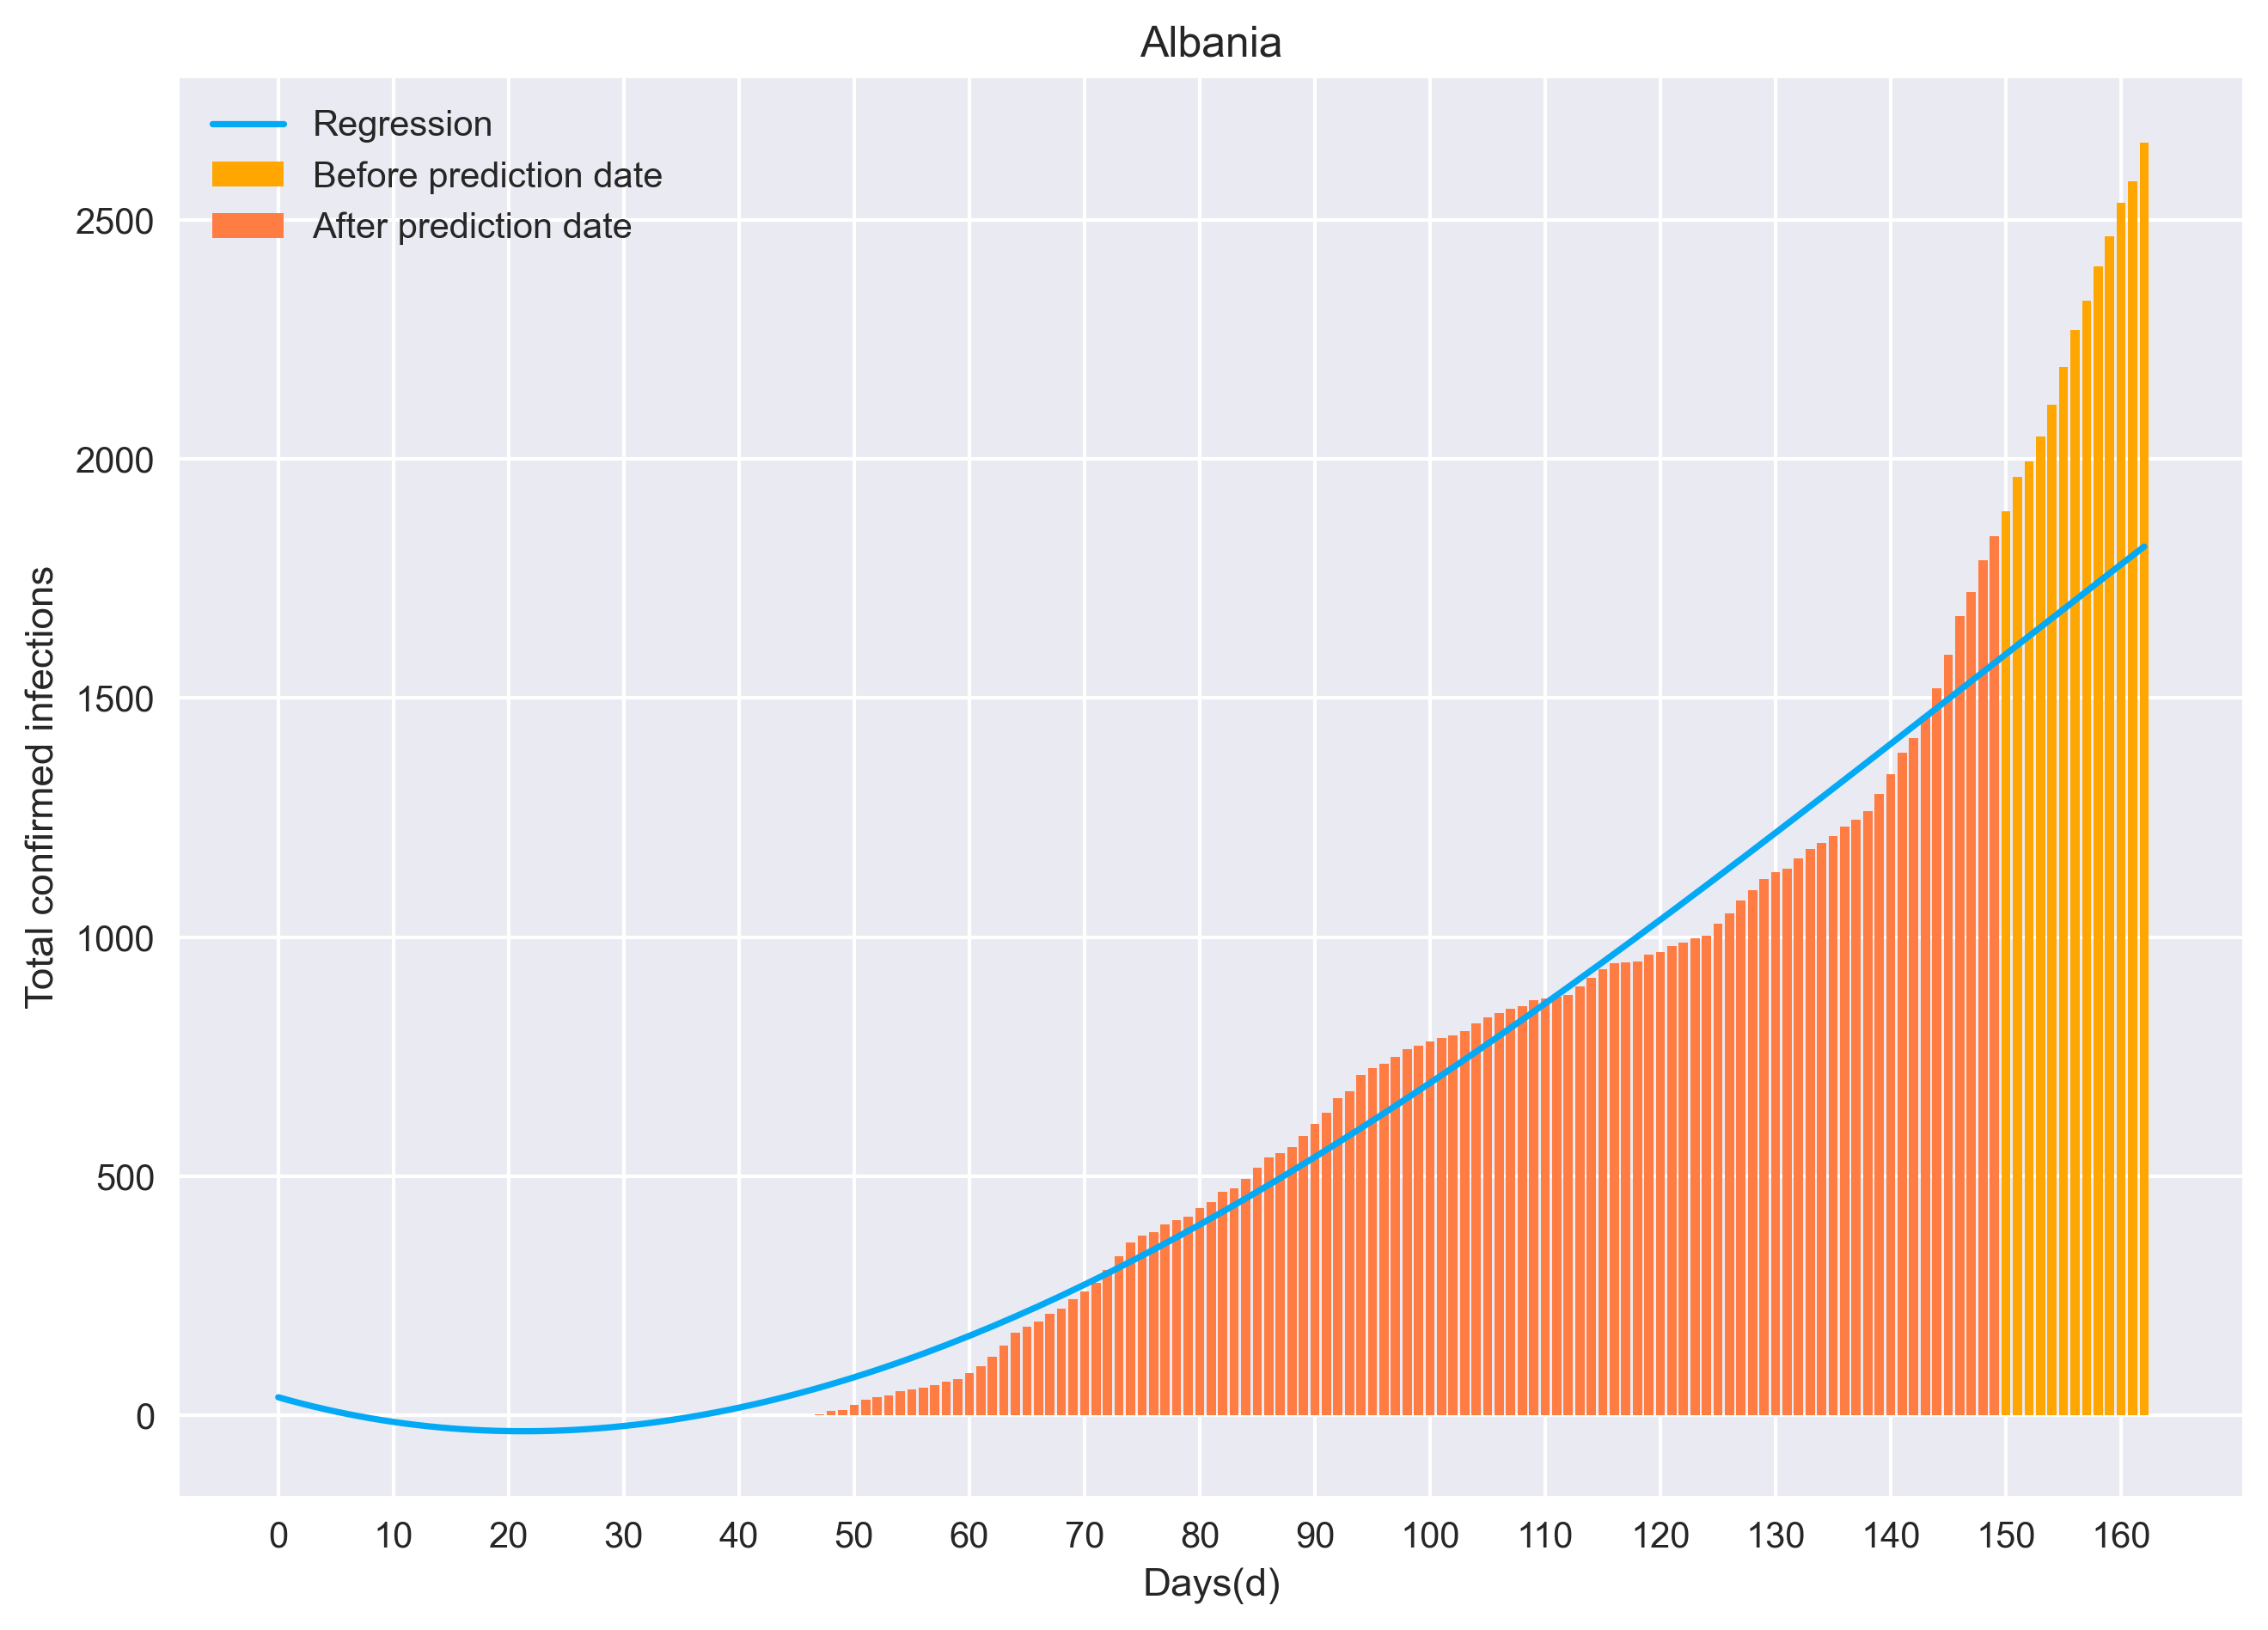 Albania
Regression
Before prediction date
After prediction date
2500
2000
1500
1000
500
0
Total confirmed infections
0 10 20 30 40 50 60 70 80 90 100 110 120 130 140 150 160
Days(d)